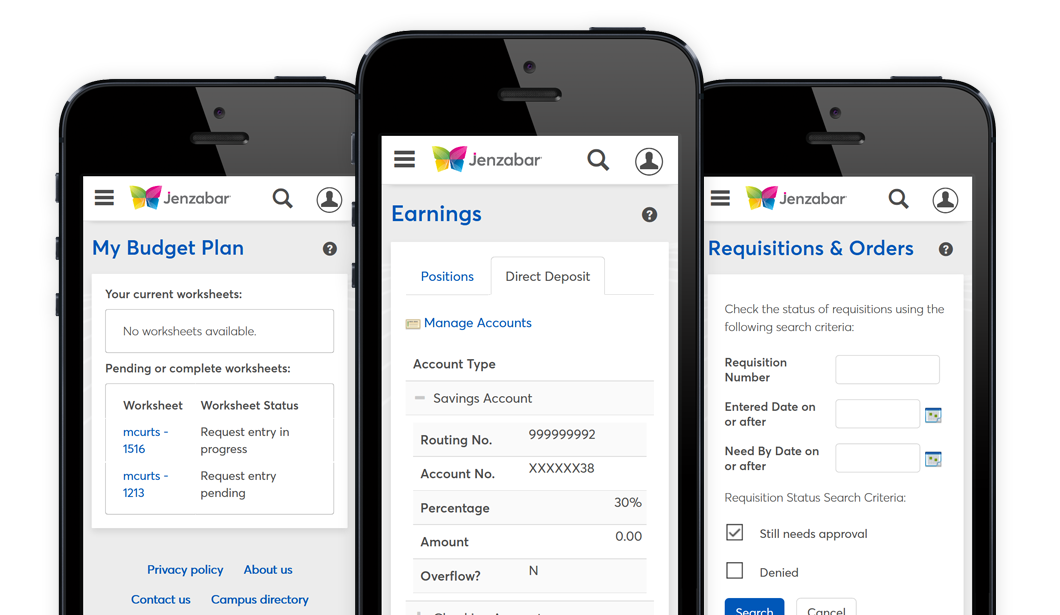 Jenzabar
My Budget Plan
?
Your current worksheets:
No worksheets available.
Pending or complete worksheets:
Worksheet Worksheet Status
mcurts - Request entry in
1516 progress
mcurts - Request entry
1213 pending
Privacy policy About us
Contact us Campus directory
Jenzabar
Earnings
?
Positions Direct Deposit
Manage Accounts
Account Type
Savings Account
Routing No. 999999992
Account No. XXXXXX38
Percentage 30%
Amount 0.00
Overflow? N
Jenzabar
Requisitions & Orders
?
Check the status of requisitions using the
following search criteria:
Requisition
Number
Entered Date on
or after
Need By Date on
or after
Requisition Status Search Criteria:
Still needs approval
Denied
Search Cancel